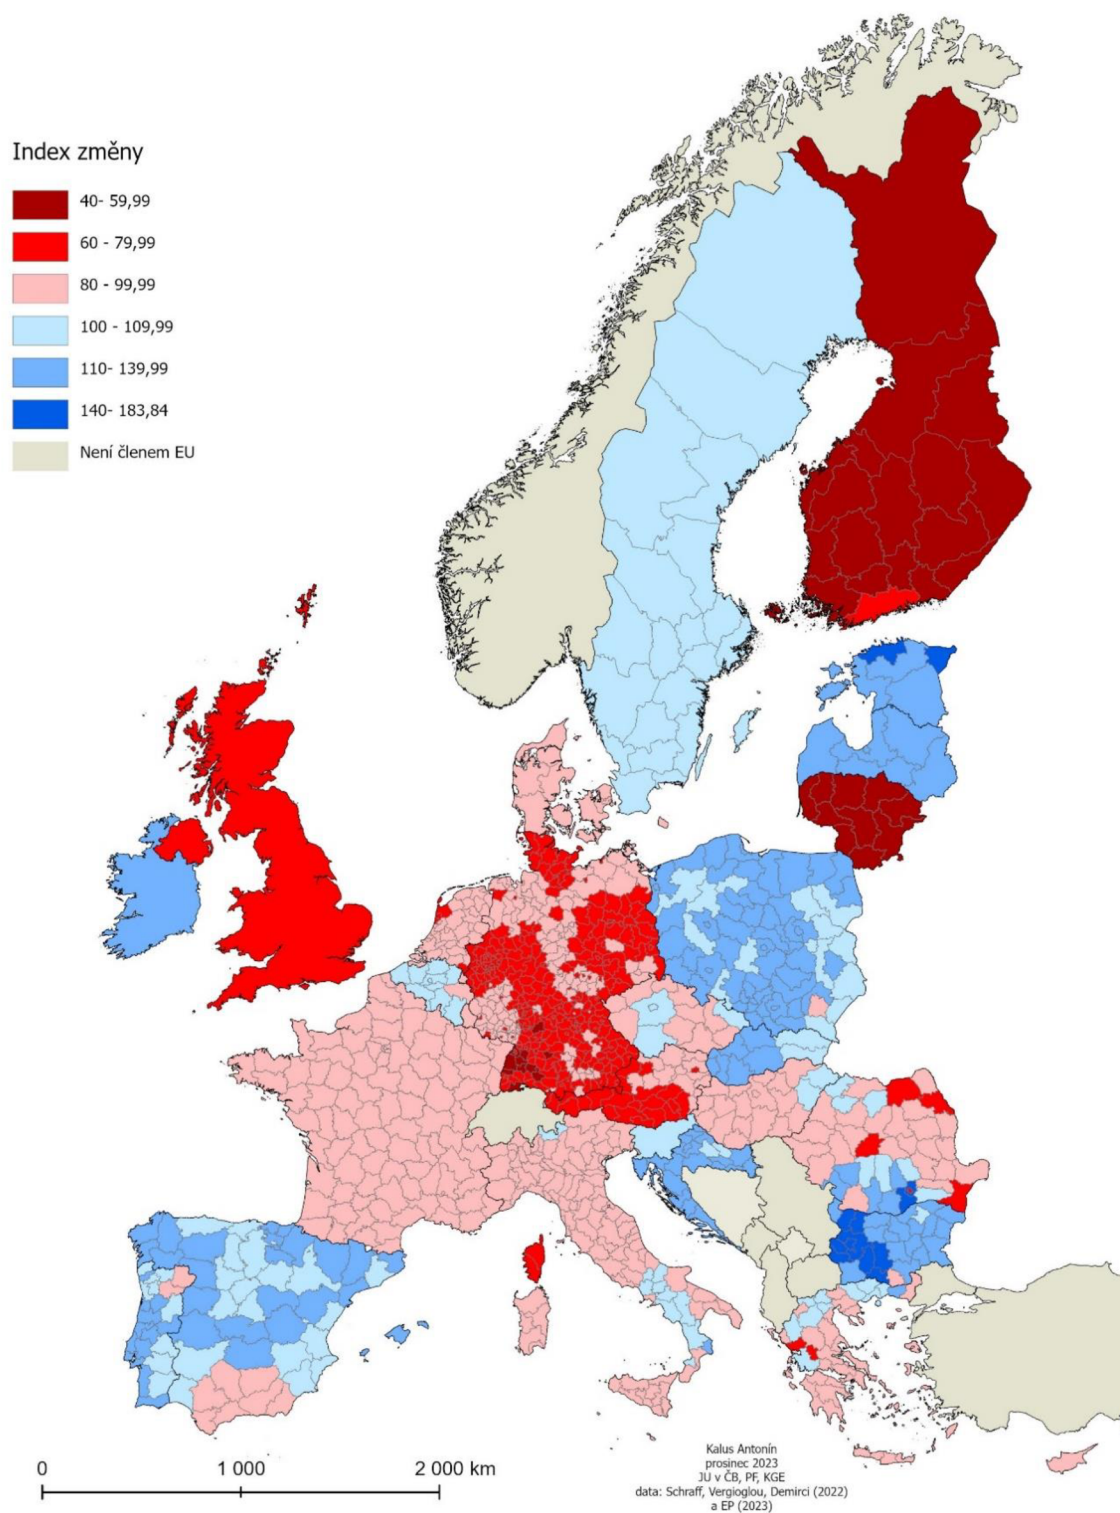 Index změny
40- 59,99
60 - 79,99
80 - 99,99
100 - 109,99
110- 139,99
140- 183,84
Není členem EU
0 1 000 2 000 km
Kalus Antonín
prosinec 2023
JU v ČB, PF, KGE
data: Schraff, Vergioglou, Demirci (2022)
a EP (2023)